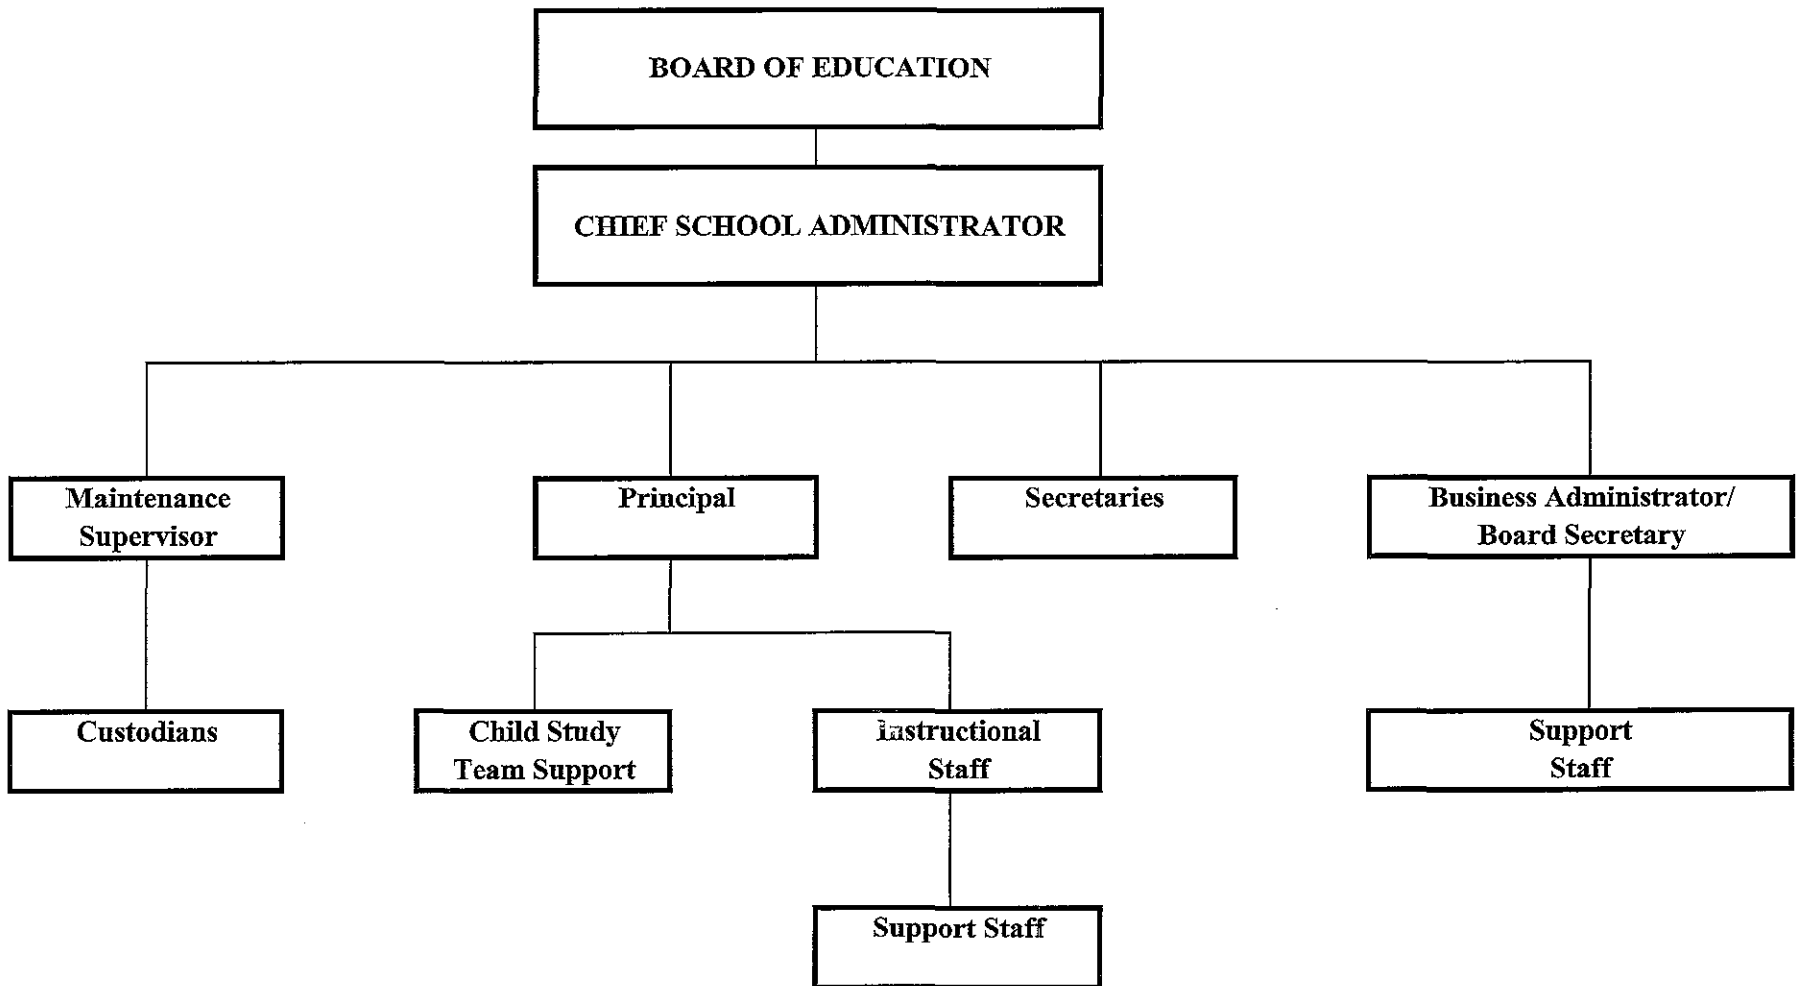 BOARD OF EDUCATION
CHIEF SCHOOL ADMINISTRATOR
Maintenance
Supervisor
Principal
Secretaries
Business Administrator/
Board Secretary
Custodians
Child Study
Team Support
Instructional
Staff
Support
Staff
Support Staff